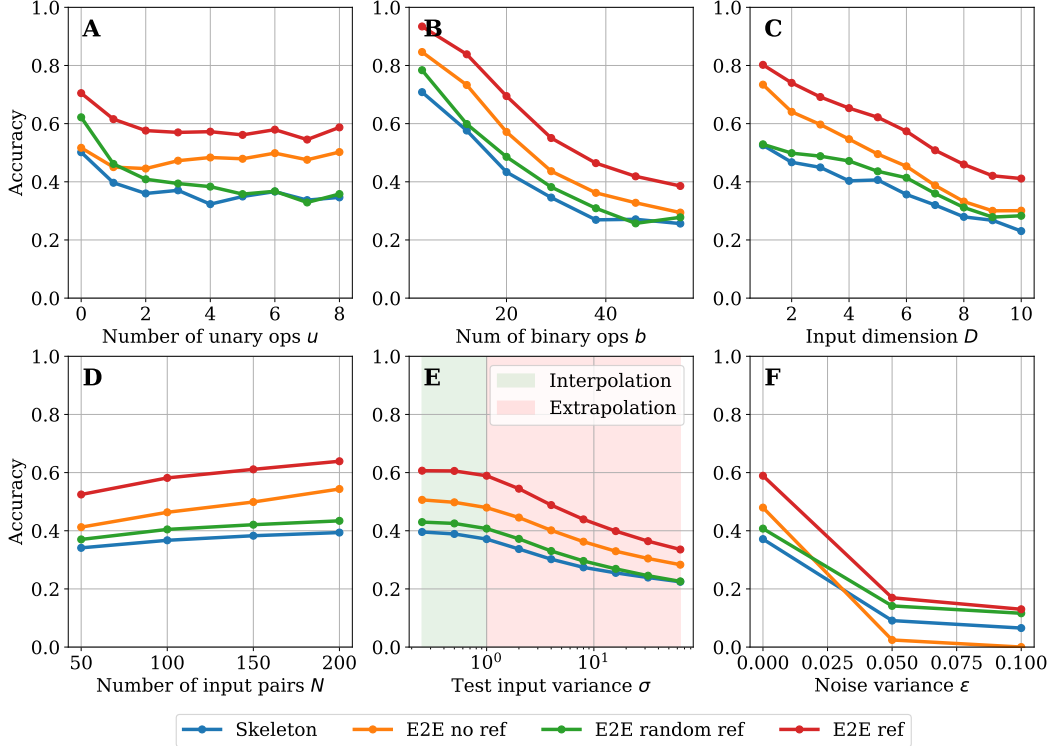 A
B
C
1.0
0.8
0.6
0.4
0.2
0.0
Accuracy
0 2 4 6 8
Number of unary ops u
1.0
0.8
0.6
0.4
0.2
0.0
20 40
Num of binary ops b
1.0
0.8
0.6
0.4
0.2
0.0
2 4 6 8 10
Input dimension D
D
E
F
1.0
0.8
0.6
0.4
0.2
0.0
Accuracy
50 100 150 200
Number of input pairs N
Interpolation
Extrapolation
1.0
0.8
0.6
0.4
0.2
0.0
10⁰ 10¹
Test input variance σ
1.0
0.8
0.6
0.4
0.2
0.0
0.000 0.025 0.050 0.075 0.100
Noise variance ε
Skeleton E2E no ref E2E random ref E2E ref